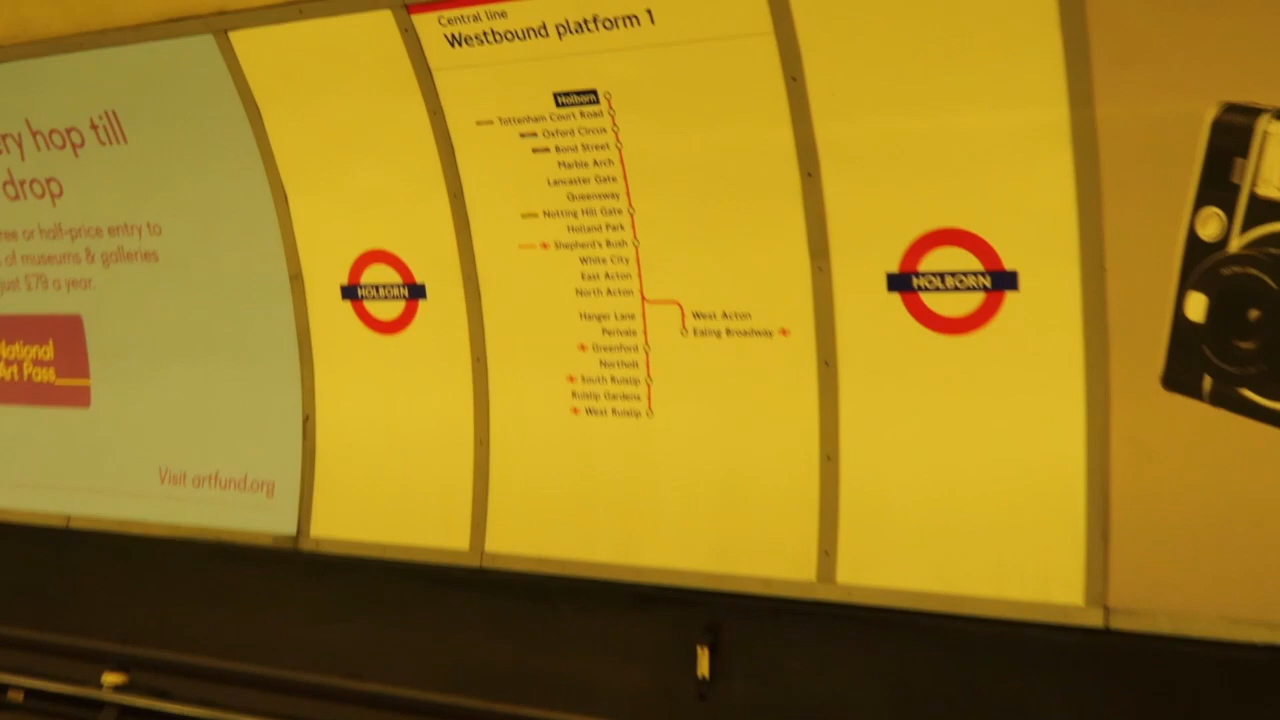 ry hop till
drop
ree or half-price entry to
of museums & galleries
just £79 a year.
National
Art Pass
Visit artfund.org
HOLBORN
Central line
Westbound platform 1
Holborn
Tottenham Court Road
Oxford Circus
Bond Street
Marble Arch
Lancaster Gate
Queensway
Notting Hill Gate
Holland Park
Shepherd's Bush
White City
East Acton
North Acton
West Acton
Ealing Broadway
Hanger Lane
Perivale
Greenford
Northolt
South Ruislip
Ruislip Gardens
West Ruislip
HOLBORN